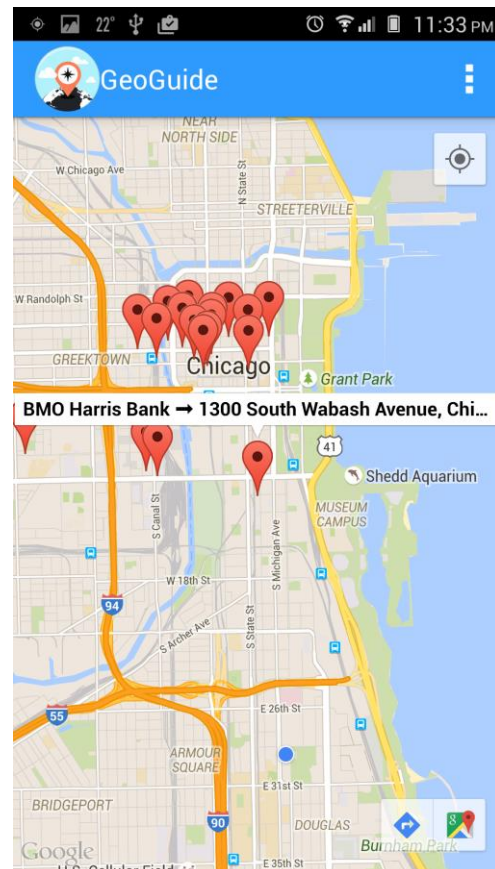 22° 11:33 PM
GeoGuide
NEAR
NORTH SIDE
W Chicago Ave
N State St
STREETERVILLE
W Randolph St
GREEKTOWN
Chicago
Grant Park
BMO Harris Bank → 1300 South Wabash Avenue, Chi...
41
Shedd Aquarium
S Canal St
S Michigan Ave
MUSEUM
CAMPUS
W 18th St
94
S State St
S Archer Ave
55
E 26th St
ARMOUR
SQUARE
E 31st St
BRIDGEPORT
90
DOUGLAS
8
Burnham Park
Google
U.S. Cellular Field
E 35th St